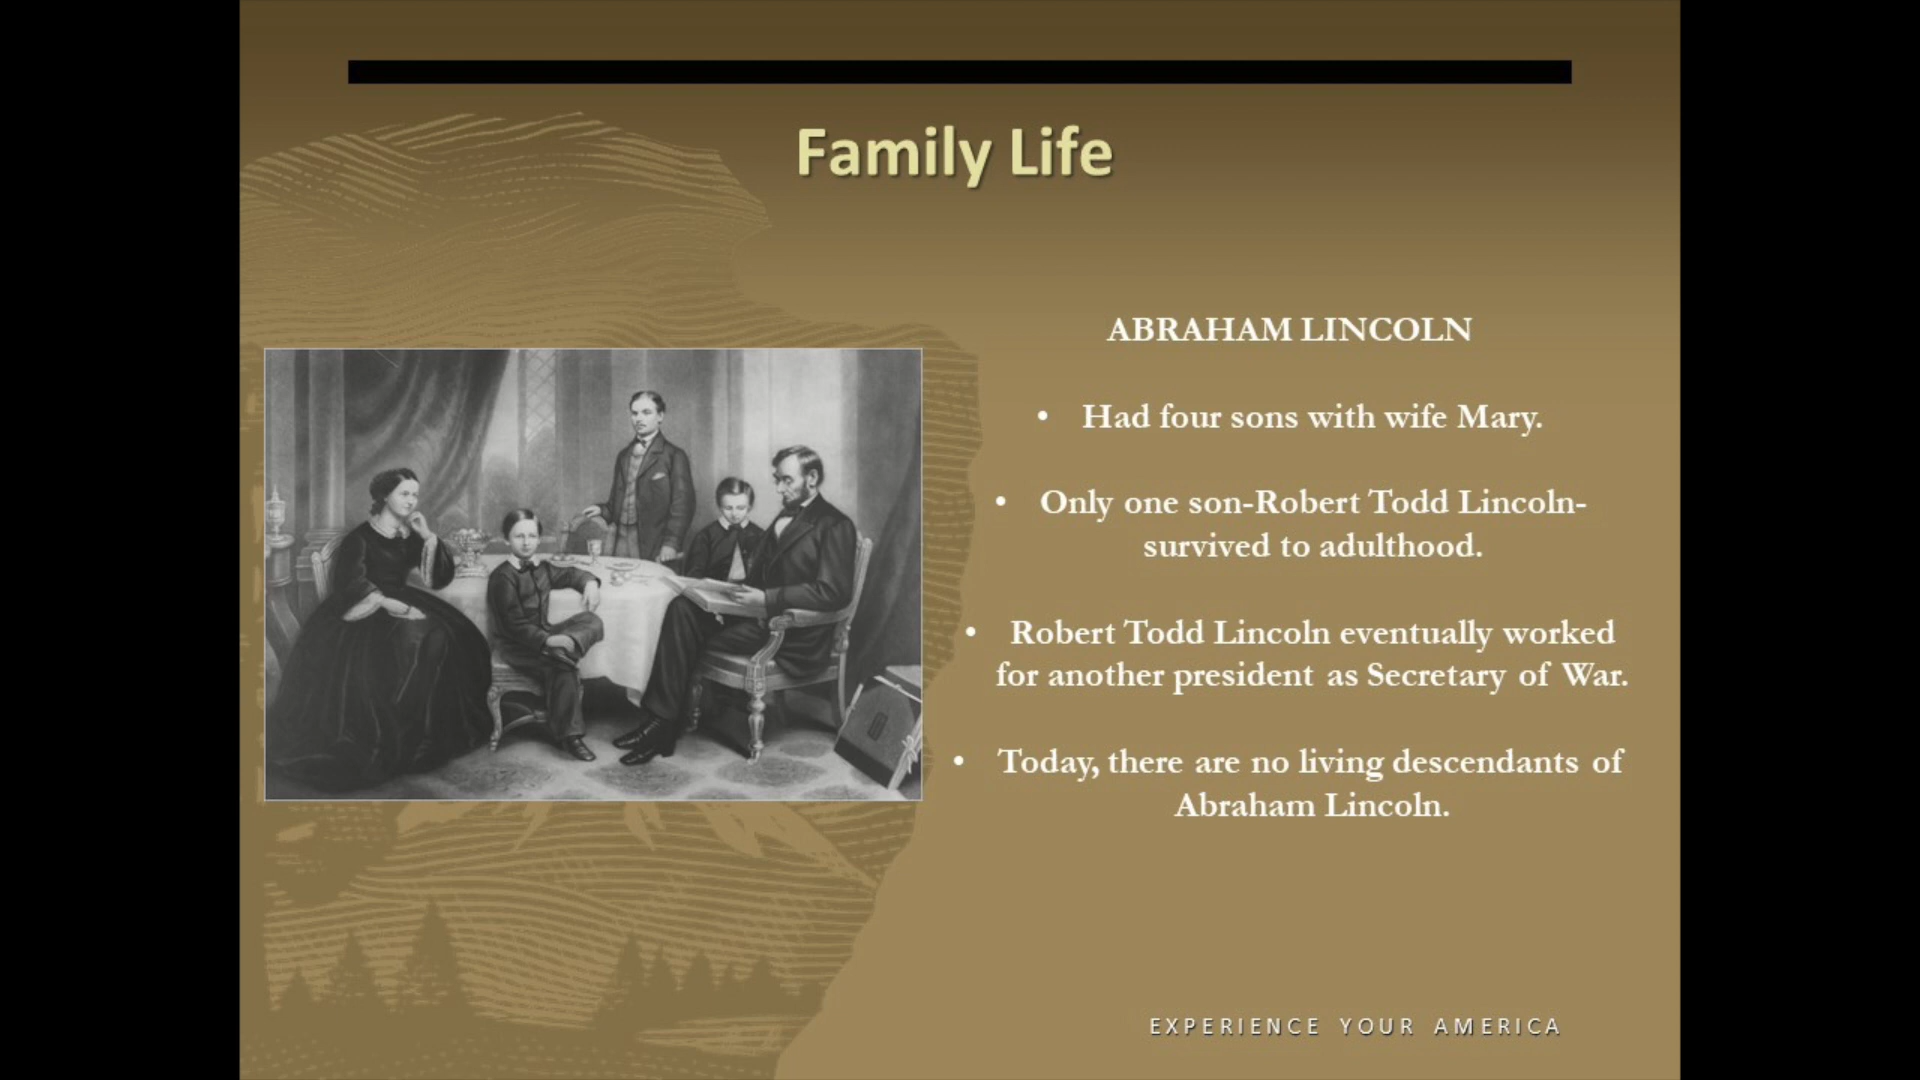 Family Life
ABRAHAM LINCOLN
• Had four sons with wife Mary.
• Only one son-Robert Todd Lincoln-
survived to adulthood.
• Robert Todd Lincoln eventually worked
for another president as Secretary of War.
• Today, there are no living descendants of
Abraham Lincoln.
EXPERIENCE YOUR AMERICA